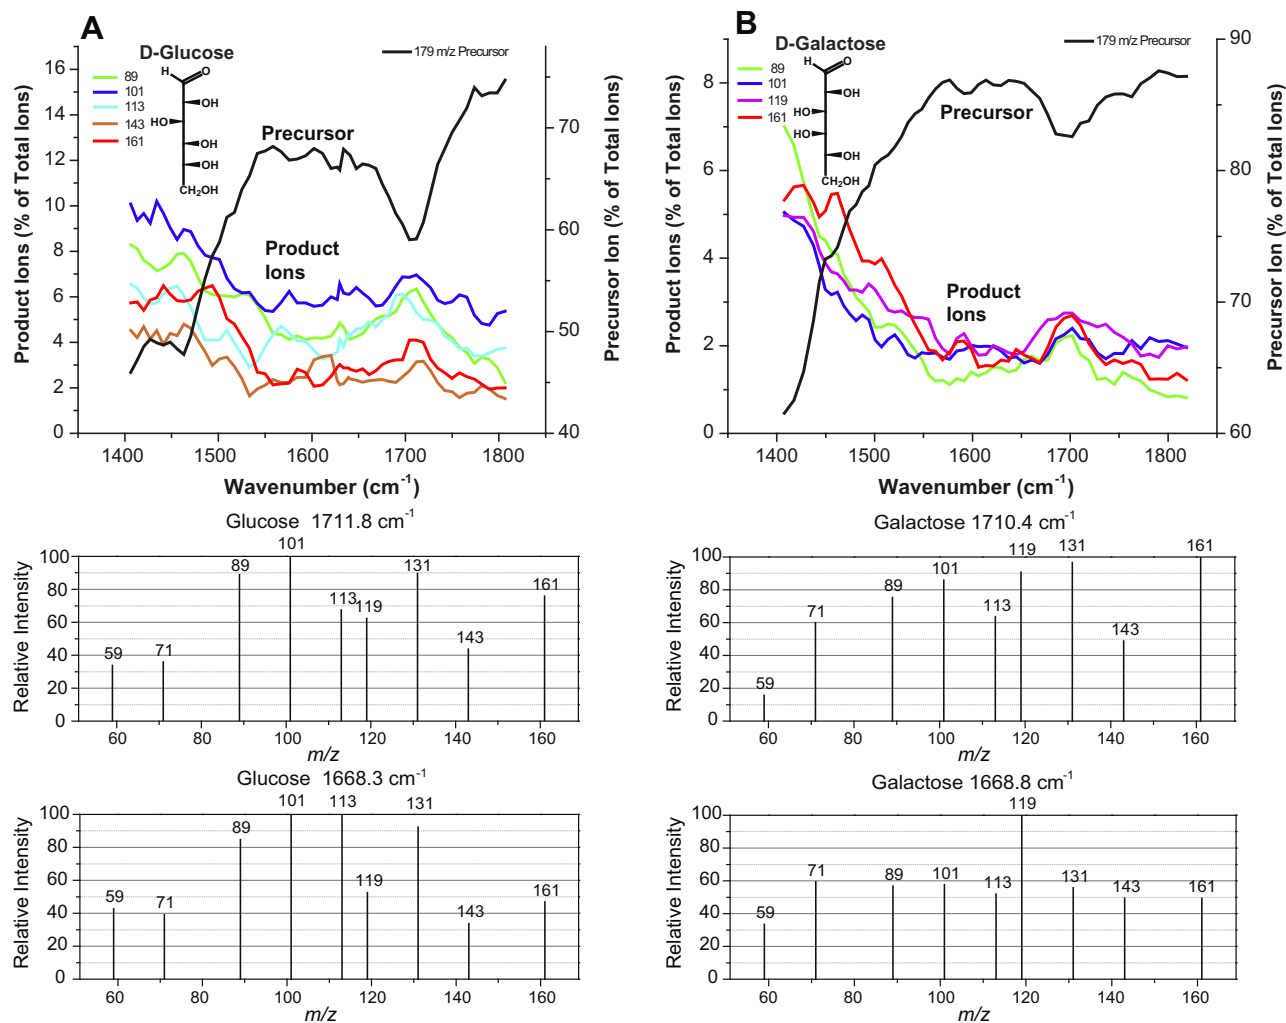 A
D-Glucose
179 m/z Precursor
H
O
OH
HO
OH
OH
CH2OH
89
101
113
143
161
Precursor
Product
Ions
Product Ions (% of Total Ions)
16
14
12
10
8
6
4
2
0
Precursor Ion (% of Total Ions)
70
60
50
40
1400
1500
1600
1700
1800
Wavenumber (cm-1)
B
D-Galactose
179 m/z Precursor
H
O
OH
HO
HO
OH
CH2OH
89
101
119
161
Precursor
Product
Ions
Product Ions (% of Total Ions)
8
6
4
2
0
Precursor Ion (% of Total Ions)
90
80
70
60
1400
1500
1600
1700
1800
Wavenumber (cm-1)
Glucose 1711.8 cm-1
Relative Intensity
100
80
60
40
20
0
59
71
89
101
113
119
131
143
161
60
80
100
120
140
160
m/z
Galactose 1710.4 cm-1
Relative Intensity
100
80
60
40
20
0
59
71
89
101
113
119
131
143
161
60
80
100
120
140
160
m/z
Glucose 1668.3 cm-1
Relative Intensity
100
80
60
40
20
0
59
71
89
101
113
119
131
143
161
60
80
100
120
140
160
m/z
Galactose 1668.8 cm-1
Relative Intensity
100
80
60
40
20
0
59
71
89
101
113
119
131
143
161
60
80
100
120
140
160
m/z